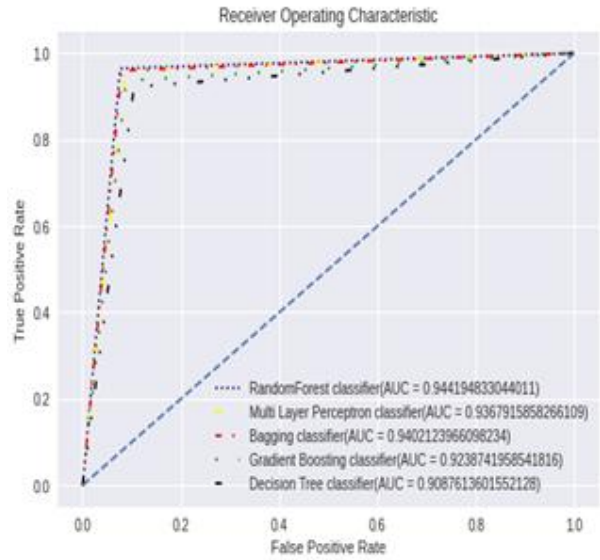 Receiver Operating Characteristic
1.0
0.8
0.6
0.4
0.2
0.0
True Positive Rate
RandomForest classifier(AUC = 0.944194833044011)
Multi Layer Perceptron classifier(AUC = 0.9367915858266109)
Bagging classifier(AUC = 0.9402123966098234)
Gradient Boosting classifier(AUC = 0.9238741958541816)
Decision Tree classifier(AUC = 0.9087613601552128)
0.0 0.2 0.4 0.6 0.8 1.0
False Positive Rate